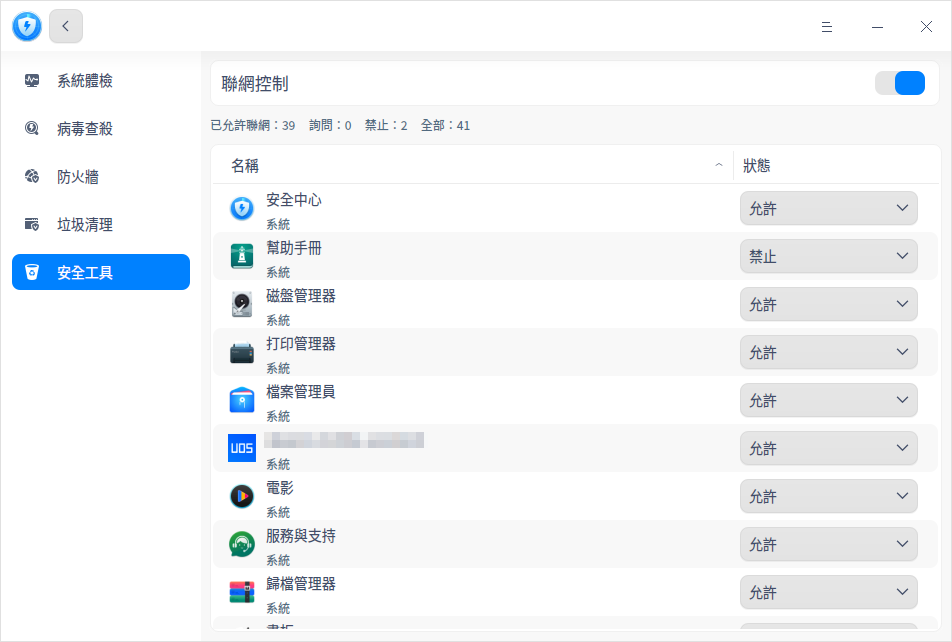 系統體檢
病毒查殺
防火牆
垃圾清理
安全工具
聯網控制
已允許聯網：39 詢問：0 禁止：2 全部：41
名稱 狀態
安全中心
系統
允許
幫助手冊
系統
禁止
磁盤管理器
系統
允許
打印管理器
系統
允許
檔案管理員
系統
允許
UOS
系統
允許
電影
系統
允許
服務與支持
系統
允許
歸檔管理器
系統
允許